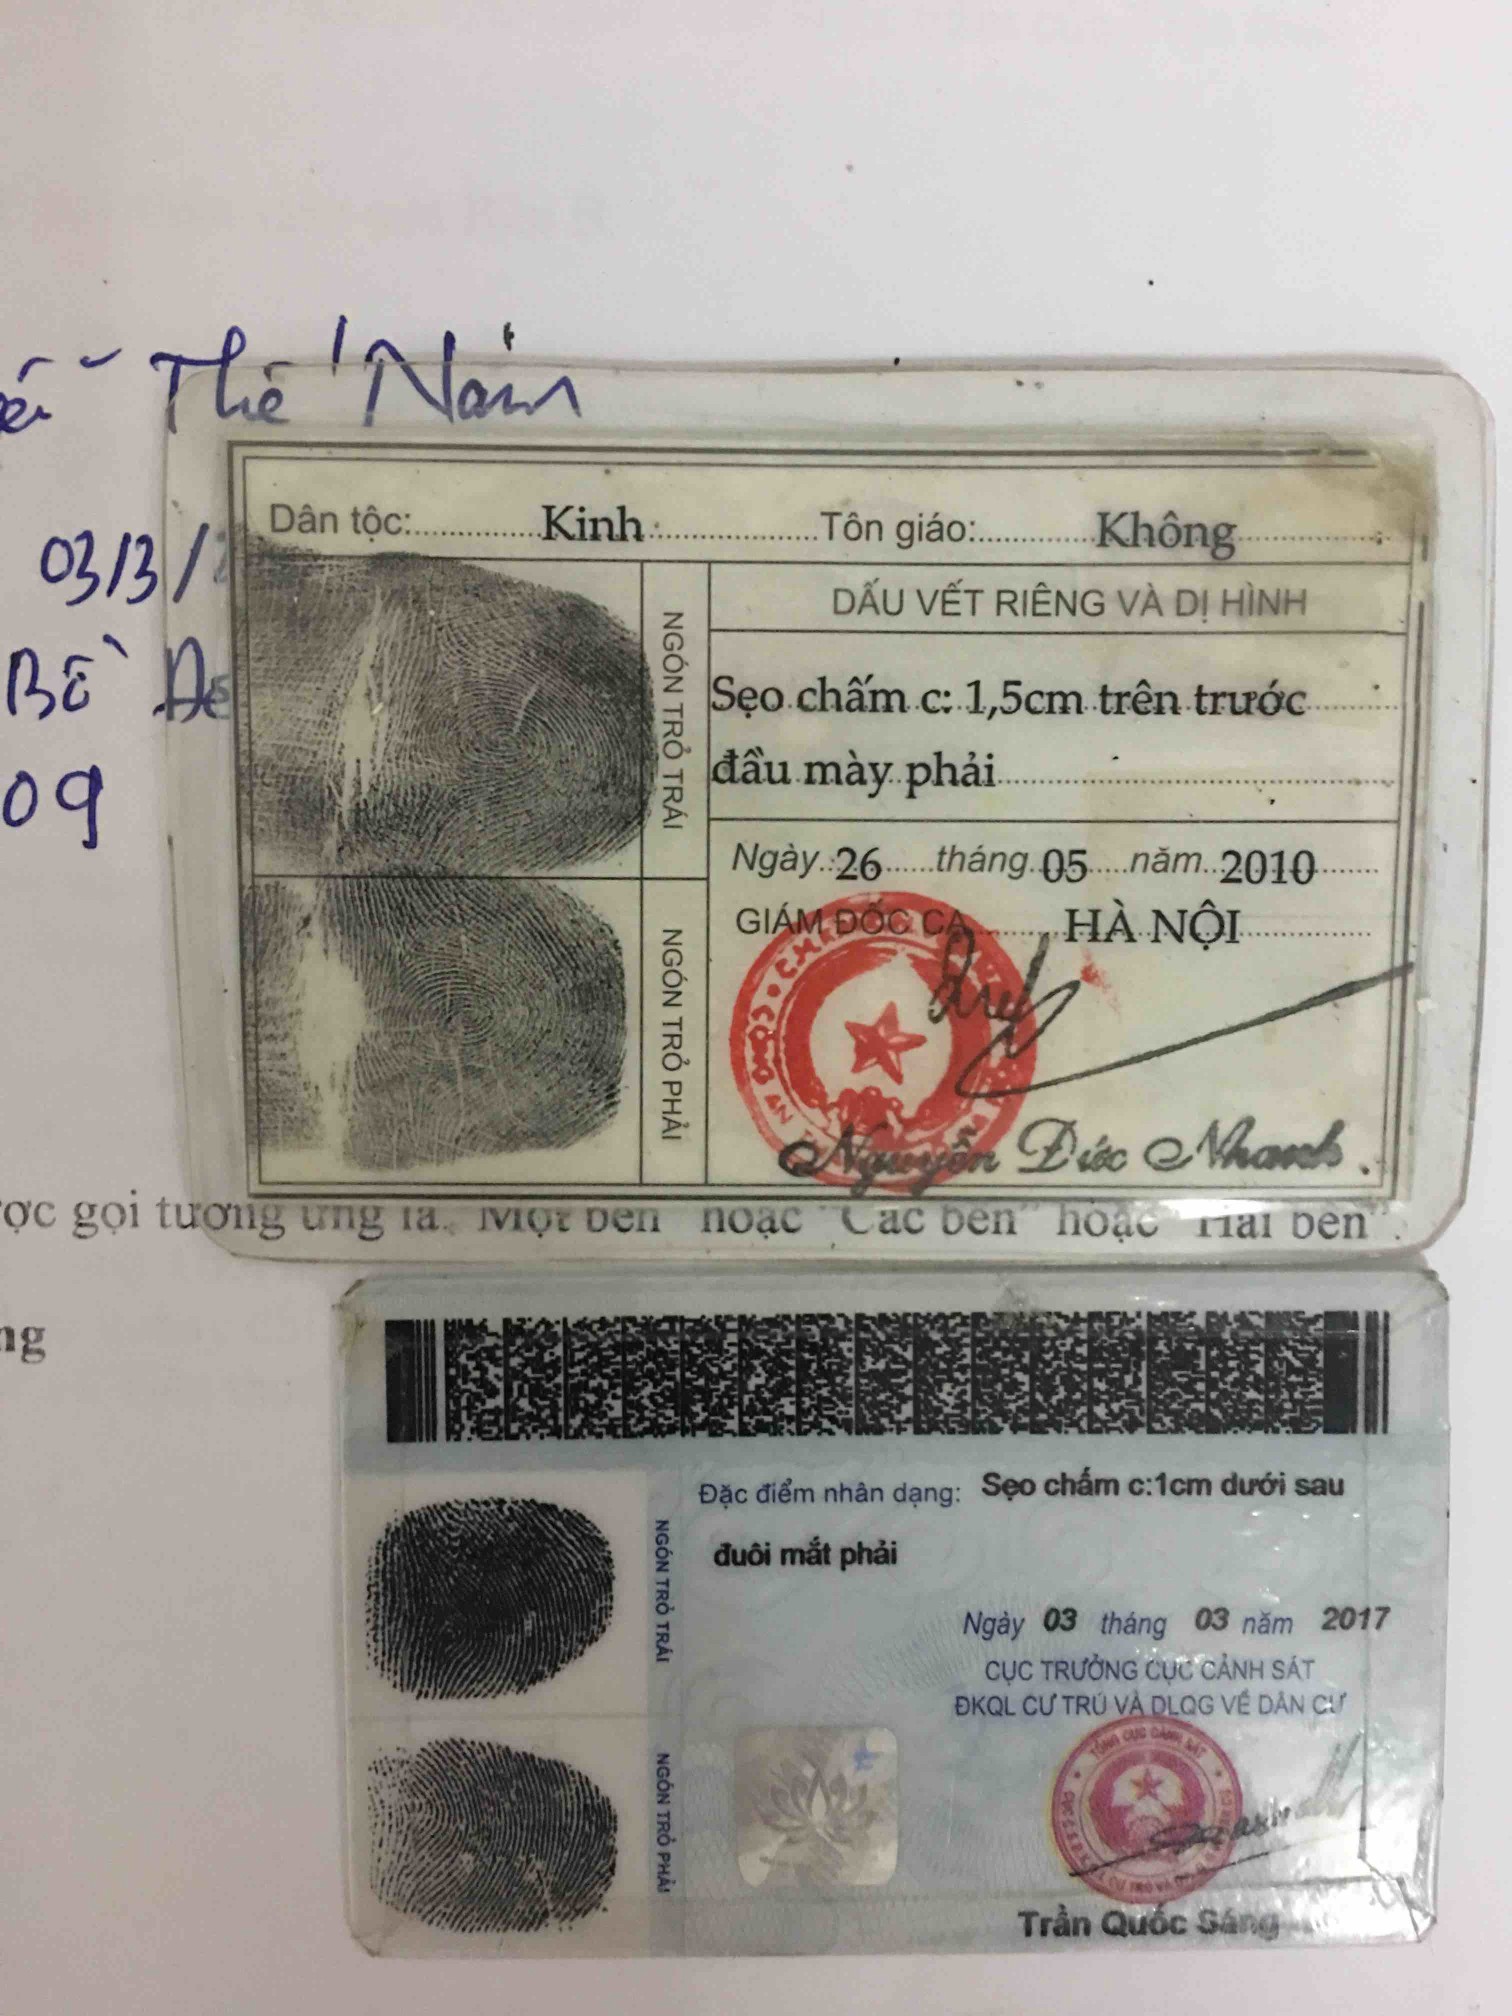 Thế Nam
03/3/
Bồ
09
Dân tộc: Kinh Tôn giáo: Không
NGÓN TRỎ TRÁI
DẤU VẾT RIÊNG VÀ DỊ HÌNH
Sẹo chấm c: 1,5cm trên trước
đầu mày phải
NGÓN TRỎ PHẢI
Ngày 26 tháng 05 năm 2010
GIÁM ĐỐC CA HÀ NỘI
Nguyễn Đức Nhanh
ợc gọi tương ứng là "Một bên" hoặc "Các bên" hoặc "Hai bên".
ng
Đặc điểm nhân dạng: Sẹo chấm c:1cm dưới sau
đuôi mắt phải
NGÓN TRỎ TRÁI
Ngày 03 tháng 03 năm 2017
CỤC TRƯỞNG CỤC CẢNH SÁT
ĐKQL CƯ TRÚ VÀ DLQG VỀ DÂN CƯ
NGÓN TRỎ PHẢI
TỔNG CỤC CẢNH SÁT
Trần Quốc Sáng